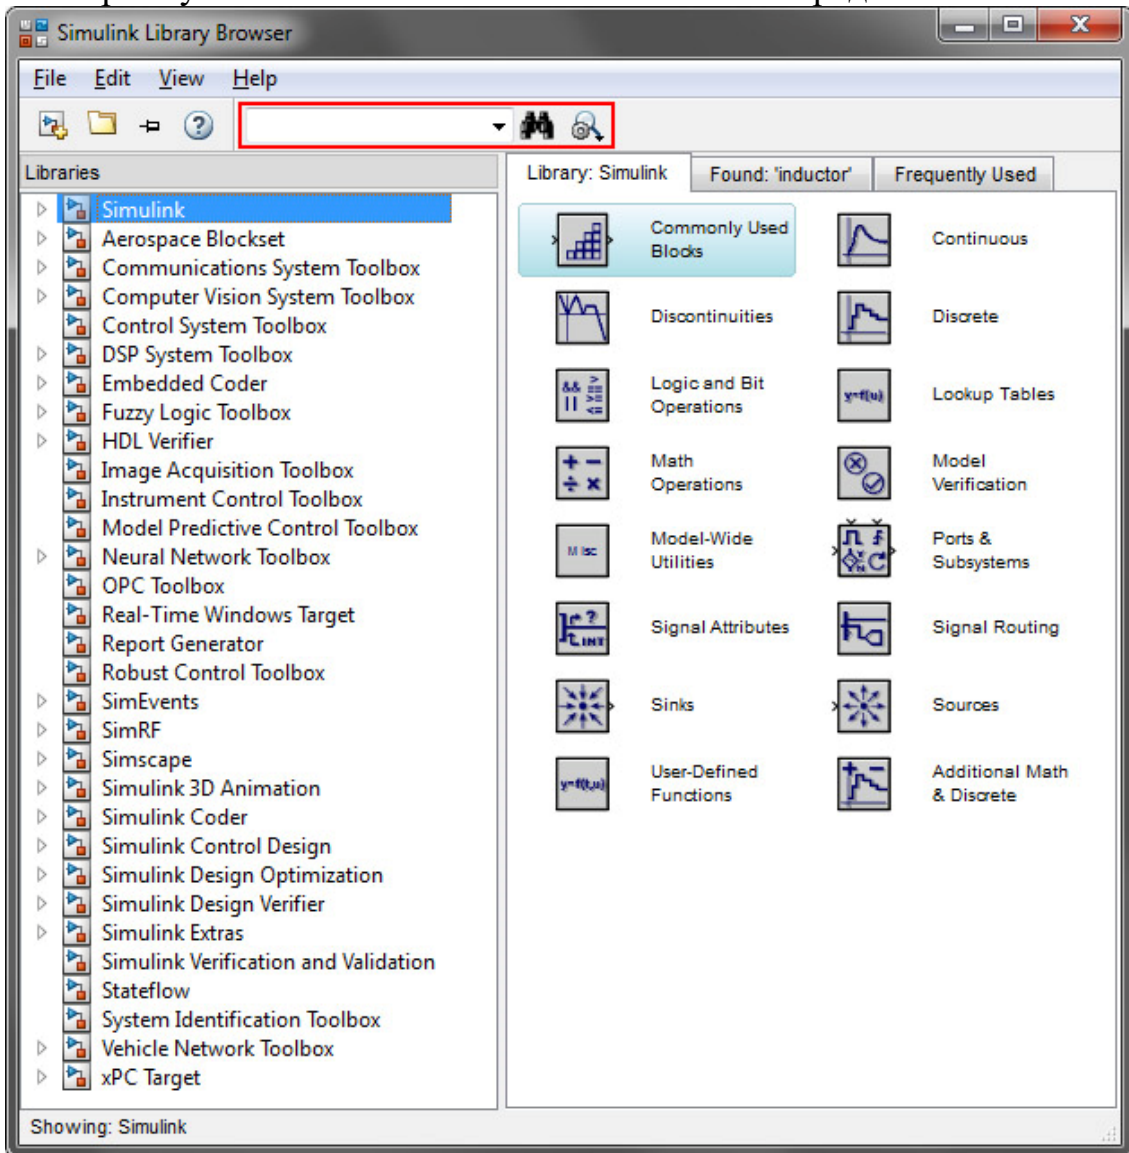 Simulink Library Browser
File Edit View Help
Libraries
Library: Simulink Found: 'inductor' Frequently Used
Simulink
Aerospace Blockset
Communications System Toolbox
Computer Vision System Toolbox
Control System Toolbox
DSP System Toolbox
Embedded Coder
Fuzzy Logic Toolbox
HDL Verifier
Image Acquisition Toolbox
Instrument Control Toolbox
Model Predictive Control Toolbox
Neural Network Toolbox
OPC Toolbox
Real-Time Windows Target
Report Generator
Robust Control Toolbox
SimEvents
SimRF
Simscape
Simulink 3D Animation
Simulink Coder
Simulink Control Design
Simulink Design Optimization
Simulink Design Verifier
Simulink Extras
Simulink Verification and Validation
Stateflow
System Identification Toolbox
Vehicle Network Toolbox
xPC Target
Commonly Used
Blocks
Continuous
Discontinuities
Discrete
Logic and Bit
Operations
y=f(u)
Lookup Tables
Math
Operations
Model
Verification
Misc
Model-Wide
Utilities
Ports &
Subsystems
INT
Signal Attributes
Signal Routing
Sinks
Sources
y=f(t,u)
User-Defined
Functions
Additional Math
& Discrete
Showing: Simulink